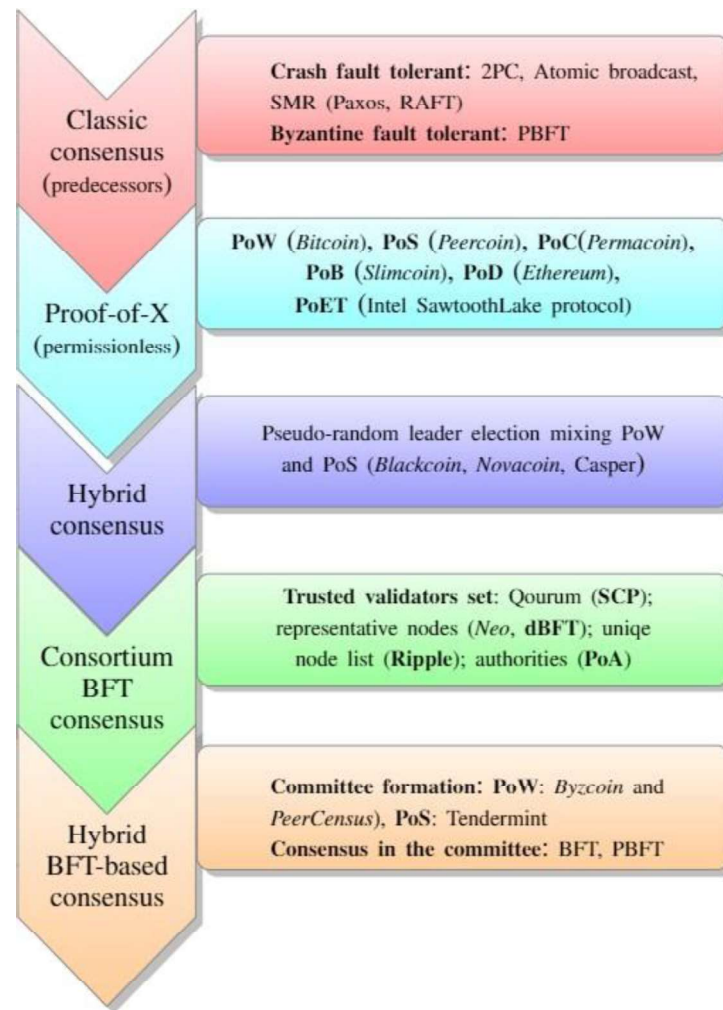 Classic
consensus
(predecessors)
Crash fault tolerant: 2PC, Atomic broadcast,
SMR (Paxos, RAFT)
Byzantine fault tolerant: PBFT
Proof-of-X
(permissionless)
PoW (Bitcoin), PoS (Peercoin), PoC(Permacoin),
PoB (Slimcoin), PoD (Ethereum),
PoET (Intel SawtoothLake protocol)
Hybrid
consensus
Pseudo-random leader election mixing PoW
and PoS (Blackcoin, Novacoin, Casper)
Consortium
BFT
consensus
Trusted validators set: Qourum (SCP);
representative nodes (Neo, dBFT); uniqe
node list (Ripple); authorities (PoA)
Hybrid
BFT-based
consensus
Committee formation: PoW: Byzcoin and
PeerCensus), PoS: Tendermint
Consensus in the committee: BFT, PBFT